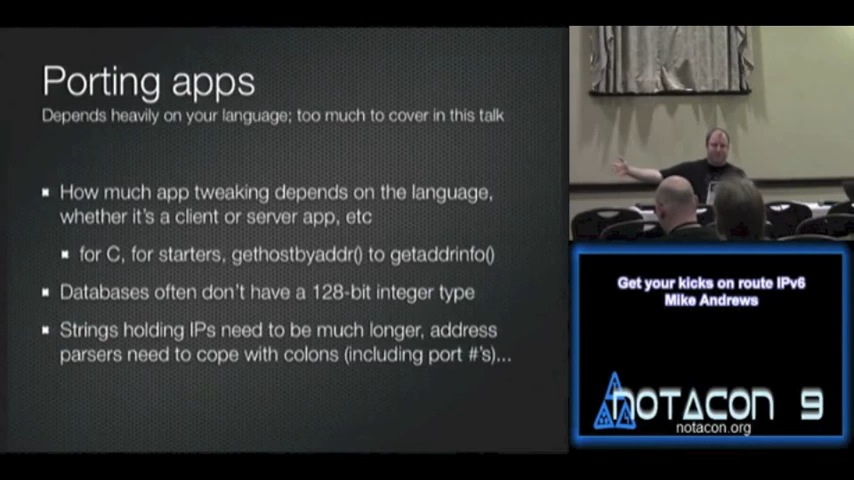 Porting apps
Depends heavily on your language; too much to cover in this talk
How much app tweaking depends on the language,
whether it's a client or server app, etc
for C, for starters, gethostbyaddr() to getaddrinfo()
Databases often don't have a 128-bit integer type
Strings holding IPs need to be much longer, address
parsers need to cope with colons (including port #'s)...
Get your kicks on route IPv6
Mike Andrews
NOTACON 9
notacon.org